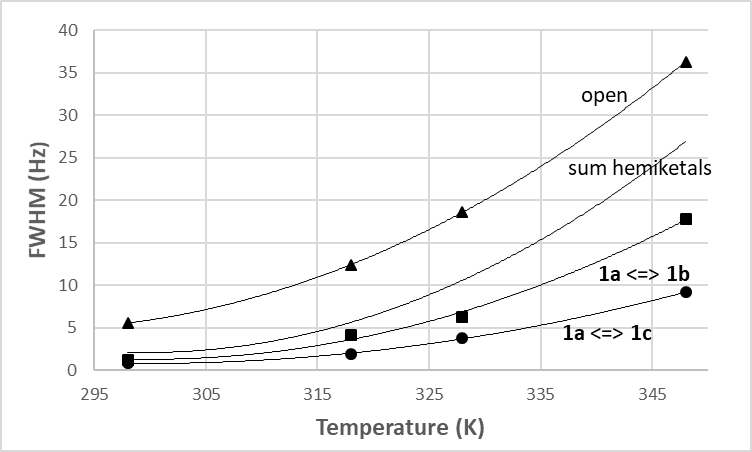 40
35
30
25
20
15
10
5
0
FWHM (Hz)
open
sum hemiketals
1a <=> 1b
1a <=> 1c
295 305 315 325 335 345
Temperature (K)